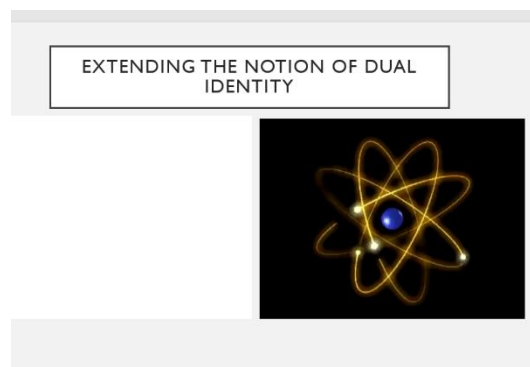 EXTENDING THE NOTION OF DUAL
IDENTITY